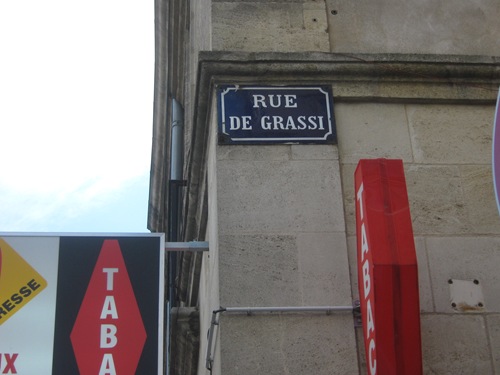 RUE
DE GRASSI
TABAC
TABA
RESSE
UX